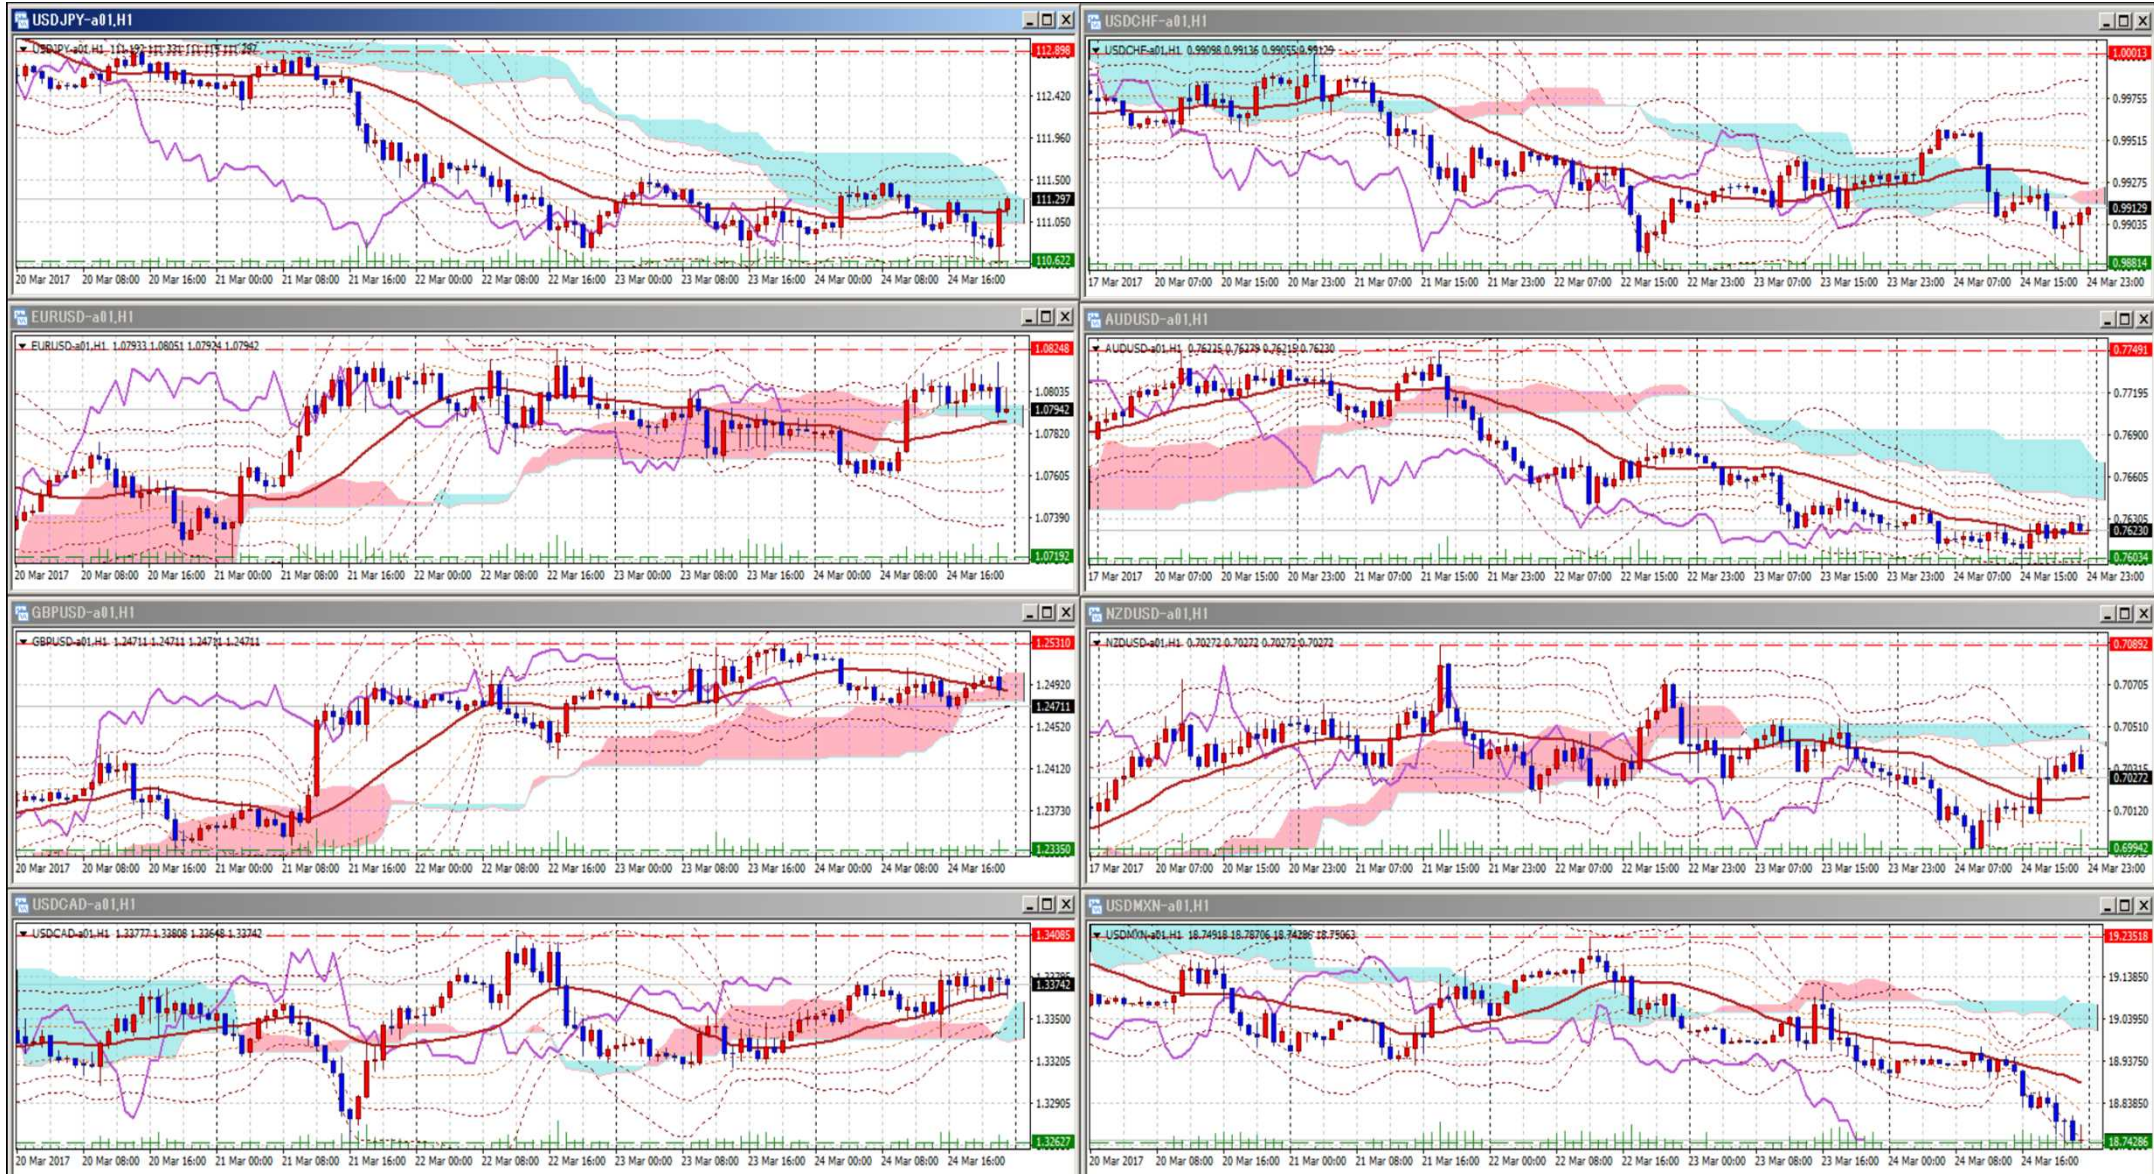 USDJPY-a01,H1
USDJPY-a01,H1
112.898
112.420
111.960
111.500
111.297
111.050
110.622
20 Mar 2017 20 Mar 08:00 20 Mar 16:00 21 Mar 00:00 21 Mar 08:00 21 Mar 16:00 22 Mar 00:00 22 Mar 08:00 22 Mar 16:00 23 Mar 00:00 23 Mar 08:00 23 Mar 16:00 24 Mar 00:00 24 Mar 08:00 24 Mar 16:00
USDCHF-a01,H1
USDCHF-a01,H1 0.99098 0.99136 0.99055 0.99129
1.00013
0.99755
0.99515
0.99275
0.99129
0.99035
0.98814
17 Mar 2017 20 Mar 07:00 20 Mar 15:00 20 Mar 23:00 21 Mar 07:00 21 Mar 15:00 21 Mar 23:00 22 Mar 07:00 22 Mar 15:00 22 Mar 23:00 23 Mar 07:00 23 Mar 15:00 23 Mar 23:00 24 Mar 07:00 24 Mar 15:00 24 Mar 23:00
EURUSD-a01,H1
EURUSD-a01,H1 1.07933 1.08051 1.07924 1.07942
1.08248
1.08035
1.07942
1.07820
1.07605
1.07390
1.07192
20 Mar 2017 20 Mar 08:00 20 Mar 16:00 21 Mar 00:00 21 Mar 08:00 21 Mar 16:00 22 Mar 00:00 22 Mar 08:00 22 Mar 16:00 23 Mar 00:00 23 Mar 08:00 23 Mar 16:00 24 Mar 00:00 24 Mar 08:00 24 Mar 16:00
AUDUSD-a01,H1
AUDUSD-a01,H1 0.76225 0.76279 0.76215 0.76230
0.77491
0.77195
0.76900
0.76605
0.76305
0.76230
0.76034
17 Mar 2017 20 Mar 07:00 20 Mar 15:00 20 Mar 23:00 21 Mar 07:00 21 Mar 15:00 21 Mar 23:00 22 Mar 07:00 22 Mar 15:00 22 Mar 23:00 23 Mar 07:00 23 Mar 15:00 23 Mar 23:00 24 Mar 07:00 24 Mar 15:00 24 Mar 23:00
GBPUSD-a01,H1
GBPUSD-a01,H1 1.24711 1.24711 1.24711 1.24711
1.25310
1.24920
1.24711
1.24520
1.24120
1.23730
1.23350
20 Mar 2017 20 Mar 08:00 20 Mar 16:00 21 Mar 00:00 21 Mar 08:00 21 Mar 16:00 22 Mar 00:00 22 Mar 08:00 22 Mar 16:00 23 Mar 00:00 23 Mar 08:00 23 Mar 16:00 24 Mar 00:00 24 Mar 08:00 24 Mar 16:00
NZDUSD-a01,H1
NZDUSD-a01,H1 0.70272 0.70272 0.70272 0.70272
0.70892
0.70705
0.70510
0.70315
0.70272
0.70120
0.69942
17 Mar 2017 20 Mar 07:00 20 Mar 15:00 20 Mar 23:00 21 Mar 07:00 21 Mar 15:00 21 Mar 23:00 22 Mar 07:00 22 Mar 15:00 22 Mar 23:00 23 Mar 07:00 23 Mar 15:00 23 Mar 23:00 24 Mar 07:00 24 Mar 15:00 24 Mar 23:00
USDCAD-a01,H1
USDCAD-a01,H1 1.33777 1.33808 1.33648 1.33742
1.34085
1.33742
1.33500
1.33205
1.32905
1.32627
20 Mar 2017 20 Mar 08:00 20 Mar 16:00 21 Mar 00:00 21 Mar 08:00 21 Mar 16:00 22 Mar 00:00 22 Mar 08:00 22 Mar 16:00 23 Mar 00:00 23 Mar 08:00 23 Mar 16:00 24 Mar 00:00 24 Mar 08:00 24 Mar 16:00
USDMXN-a01,H1
USDMXN-a01,H1 18.74918 18.78706 18.74286 18.75063
19.23518
19.13850
19.03950
18.93750
18.83850
18.74286
20 Mar 2017 20 Mar 08:00 20 Mar 16:00 21 Mar 00:00 21 Mar 08:00 21 Mar 16:00 22 Mar 00:00 22 Mar 08:00 22 Mar 16:00 23 Mar 00:00 23 Mar 08:00 23 Mar 16:00 24 Mar 00:00 24 Mar 08:00 24 Mar 16:00